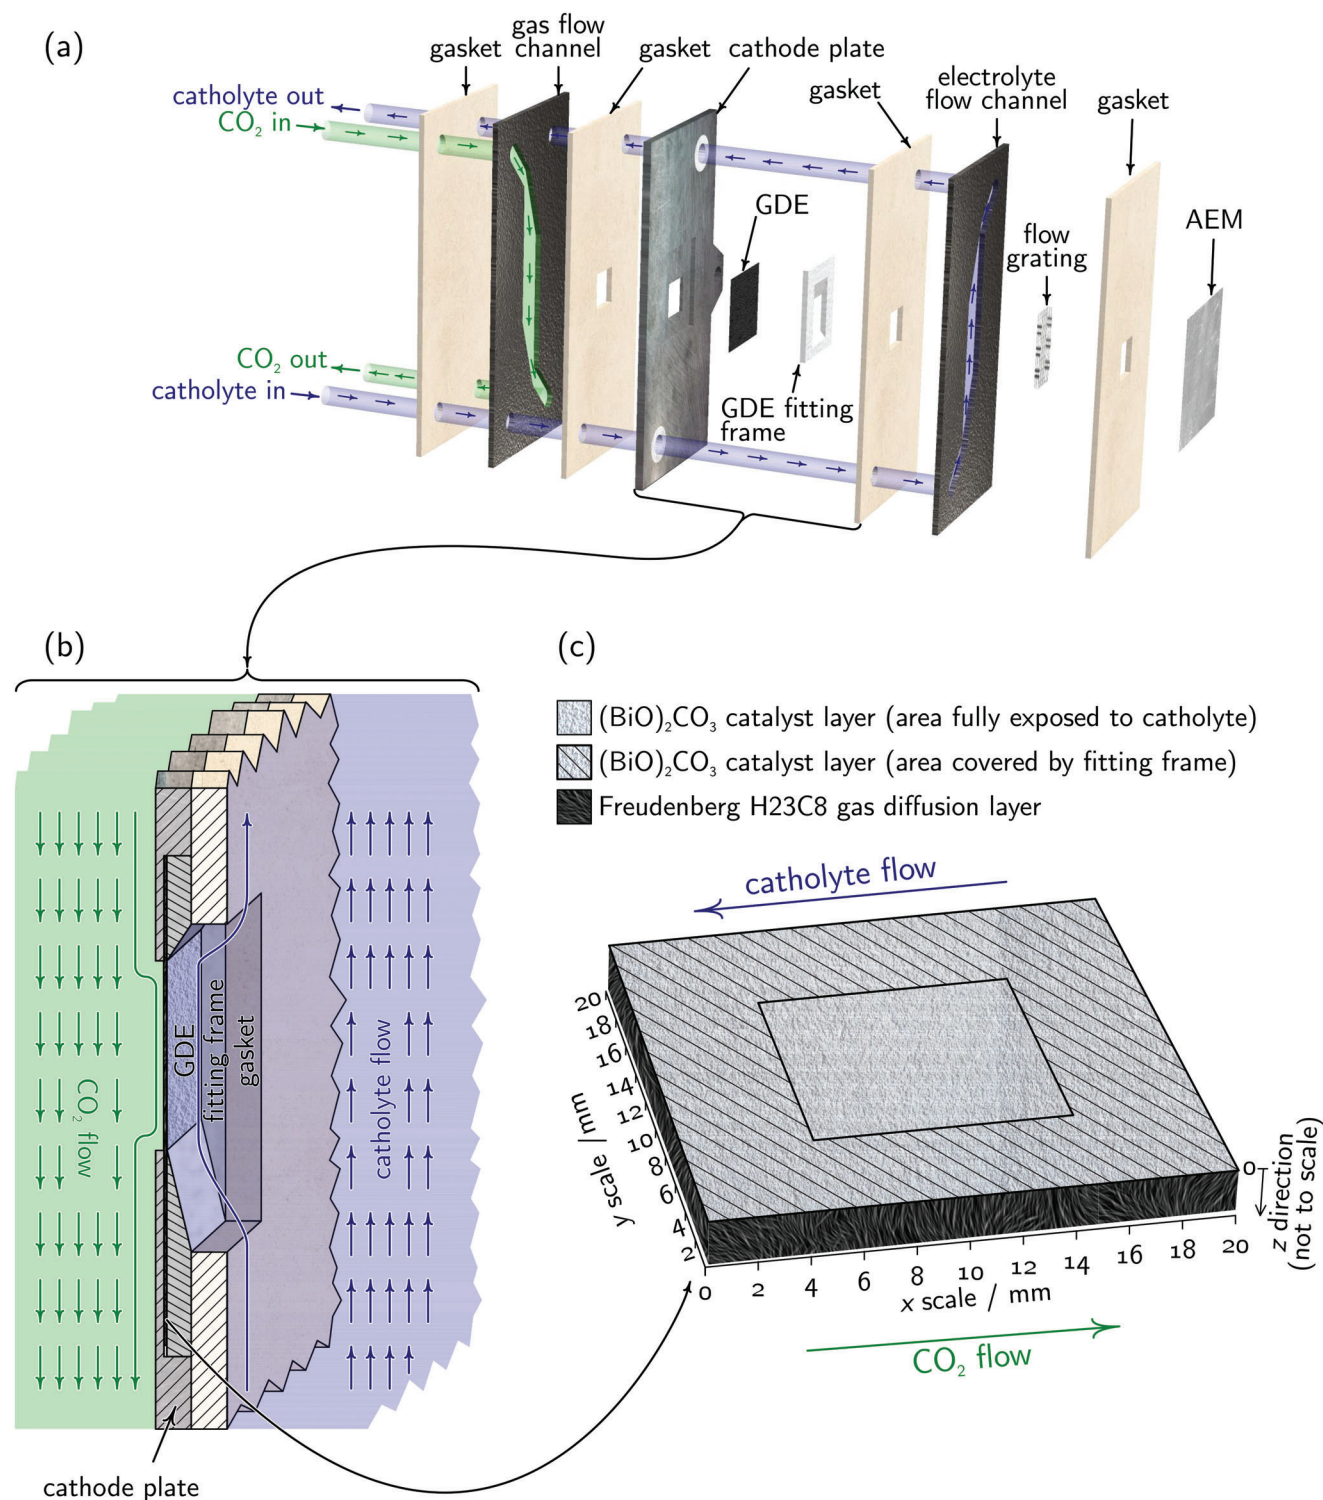 (a)
gasket
gas flow
channel
gasket
cathode plate
gasket
electrolyte
flow channel
gasket
catholyte out
CO₂ in
GDE
flow
grating
AEM
CO₂ out
catholyte in
GDE fitting
frame
(b)
CO₂ flow
GDE
fitting frame
gasket
catholyte flow
cathode plate
(c)
(BiO)₂CO₃ catalyst layer (area fully exposed to catholyte)
(BiO)₂CO₃ catalyst layer (area covered by fitting frame)
Freudenberg H23C8 gas diffusion layer
catholyte flow
20
18
16
14
12
10
8
6
4
2
y scale / mm
0
2
4
6
8
10
12
14
16
18
20
x scale / mm
0
z direction
(not to scale)
CO₂ flow